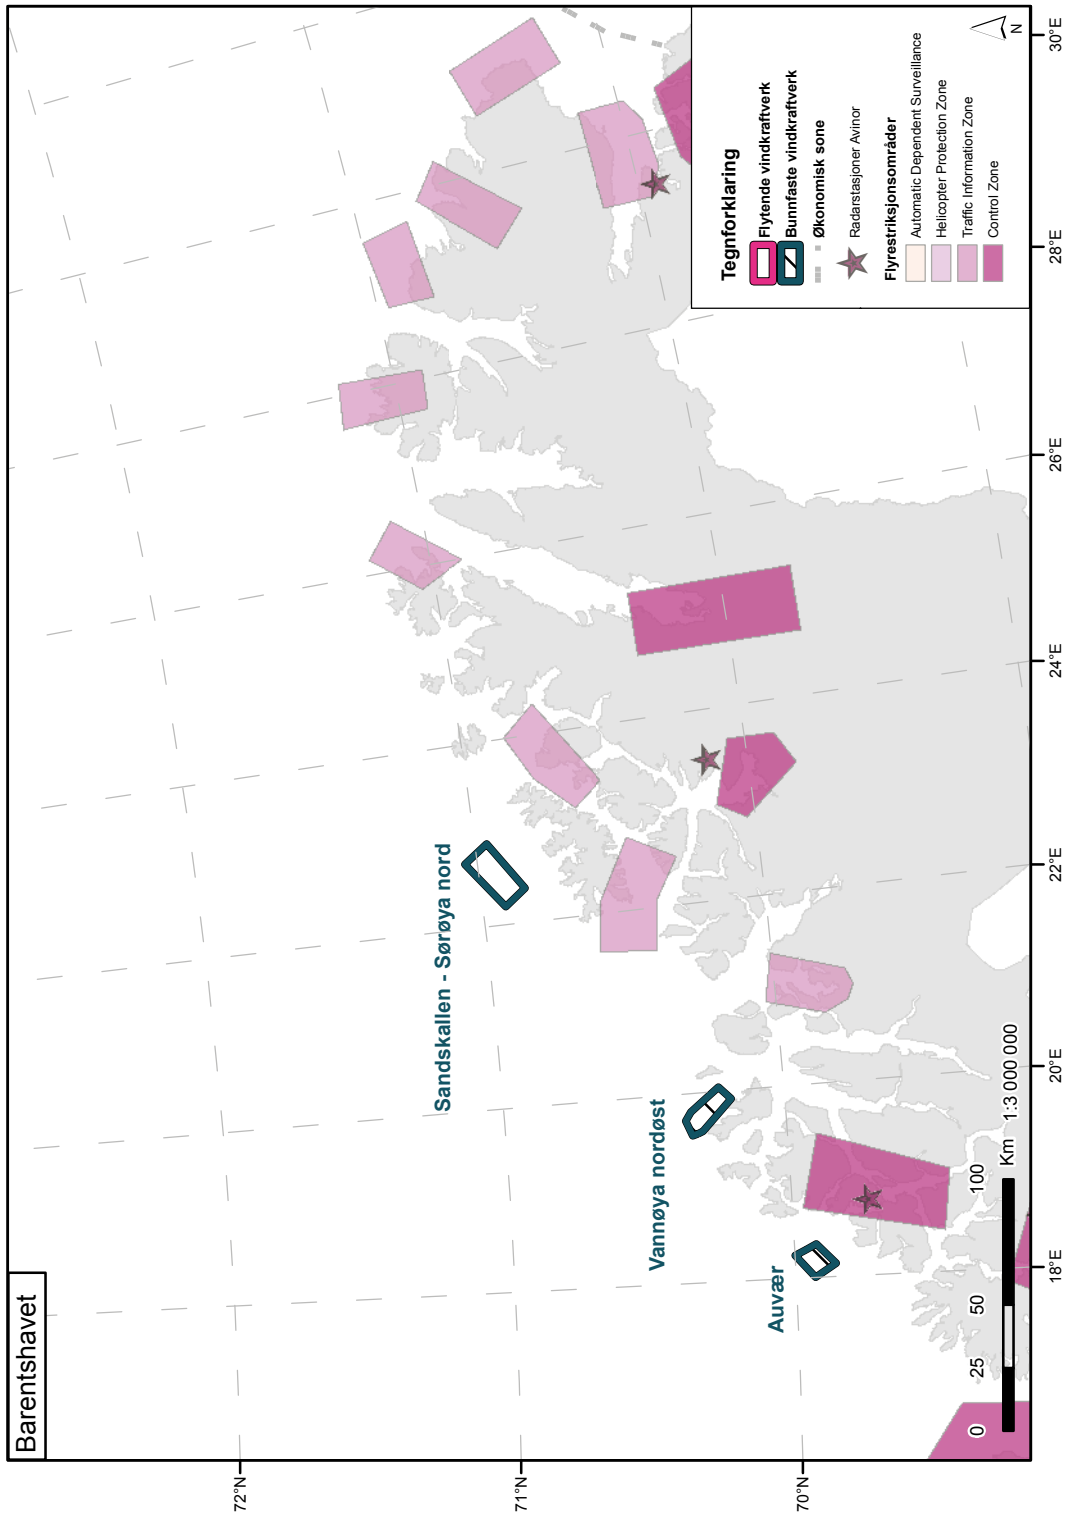 Barentshavet
Sandskallen - Sørøya nord
Vannøya nordøst
Auvær
Tegnforklaring
Flytende vindkraftverk
Bunnfaste vindkraftverk
Økonomisk sone
Radarstasjoner Avinor
Flyrestriksjonsområder
Automatic Dependent Surveillance
Helicopter Protection Zone
Traffic Information Zone
Control Zone
N
0 25 50 100
Km 1:3 000 000
72°N
71°N
70°N
18°E
20°E
22°E
24°E
26°E
28°E
30°E